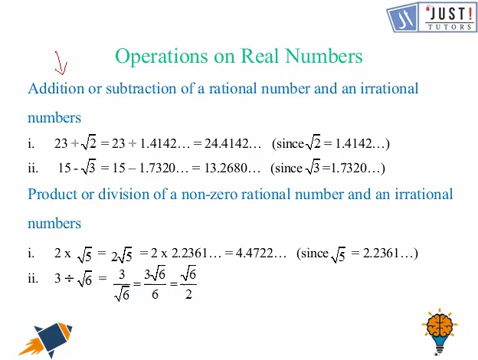 JUST!
TUTORS
Operations on Real Numbers
Addition or subtraction of a rational number and an irrational
numbers
i. 23 + √2 = 23 + 1.4142… = 24.4142… (since √2 = 1.4142…)
ii. 15 - √3 = 15 – 1.7320… = 13.2680… (since √3 =1.7320…)
Product or division of a non-zero rational number and an irrational
numbers
i. 2 x √5 = 2√5 = 2 x 2.2361… = 4.4722… (since √5 = 2.2361…)
ii. 3 ÷ √6 = 3/√6 = 3√6/6 = √6/2